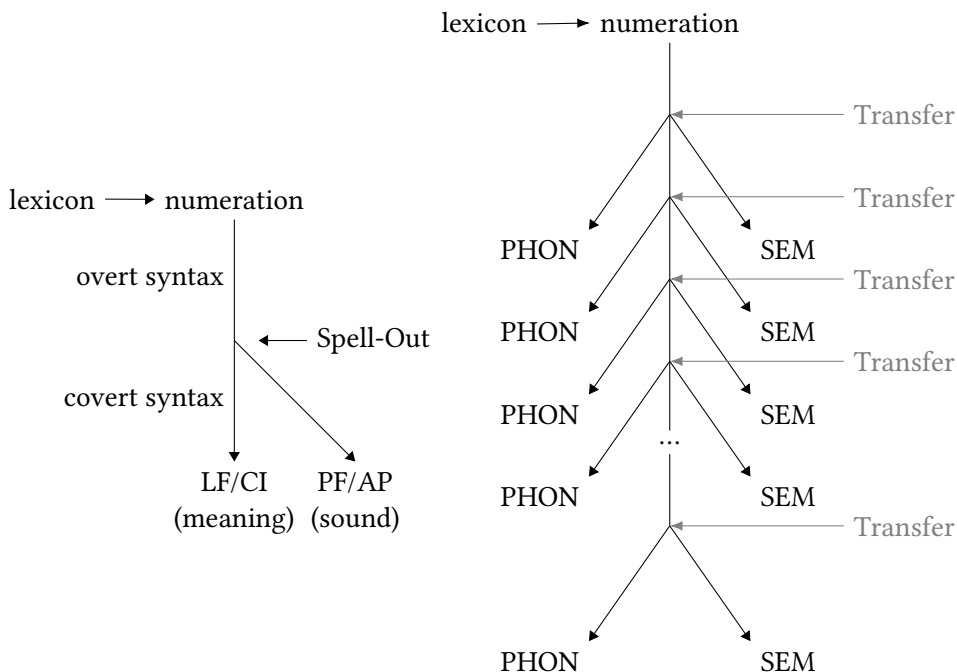 lexicon numeration
overt syntax
Spell-Out
covert syntax
LF/CI PF/AP
(meaning) (sound)
lexicon numeration
Transfer
Transfer
PHON SEM
Transfer
PHON SEM
Transfer
PHON SEM
...
PHON SEM
Transfer
PHON SEM